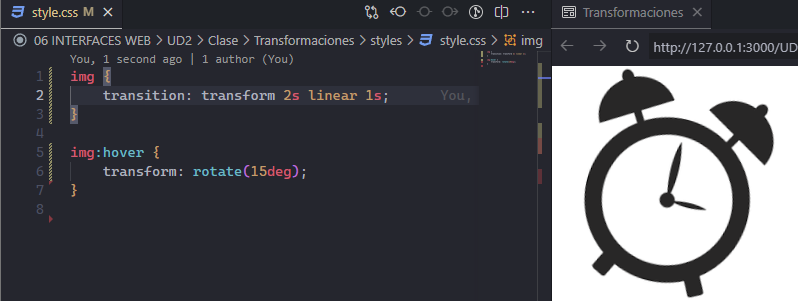 style.css M
Transformaciones
06 INTERFACES WEB > UD2 > Clase > Transformaciones > styles > style.css > img
http://127.0.0.1:3000/UD
You, 1 second ago | 1 author (You)
1 img {
2 transition: transform 2s linear 1s; You,
3 }
4
5 img:hover {
6 transform: rotate(15deg);
7 }
8